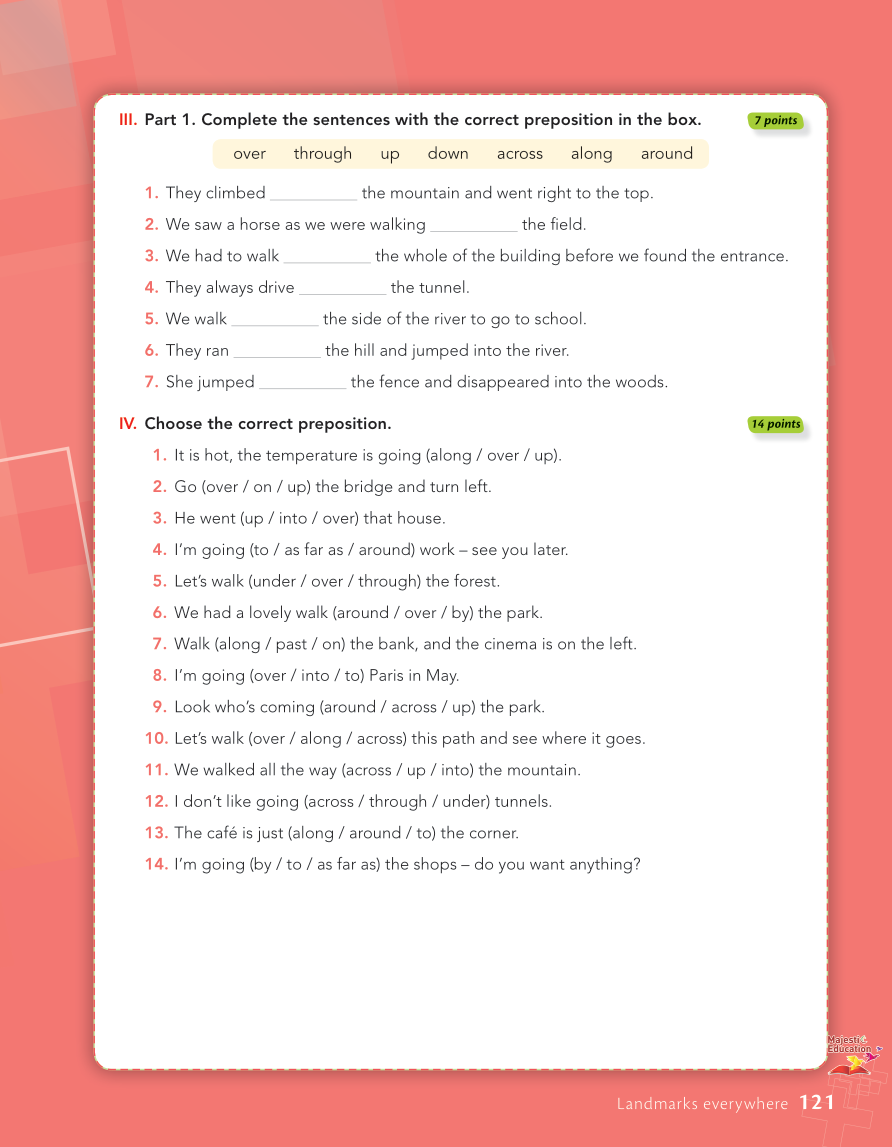 III. Part 1. Complete the sentences with the correct preposition in the box.
7 points
over through up down across along around
1. They climbed __________ the mountain and went right to the top.
2. We saw a horse as we were walking __________ the field.
3. We had to walk __________ the whole of the building before we found the entrance.
4. They always drive __________ the tunnel.
5. We walk __________ the side of the river to go to school.
6. They ran __________ the hill and jumped into the river.
7. She jumped __________ the fence and disappeared into the woods.
IV. Choose the correct preposition.
14 points
1. It is hot, the temperature is going (along / over / up).
2. Go (over / on / up) the bridge and turn left.
3. He went (up / into / over) that house.
4. I’m going (to / as far as / around) work – see you later.
5. Let’s walk (under / over / through) the forest.
6. We had a lovely walk (around / over / by) the park.
7. Walk (along / past / on) the bank, and the cinema is on the left.
8. I’m going (over / into / to) Paris in May.
9. Look who’s coming (around / across / up) the park.
10. Let’s walk (over / along / across) this path and see where it goes.
11. We walked all the way (across / up / into) the mountain.
12. I don’t like going (across / through / under) tunnels.
13. The café is just (along / around / to) the corner.
14. I’m going (by / to / as far as) the shops – do you want anything?
Majestic
Education
Landmarks everywhere 121